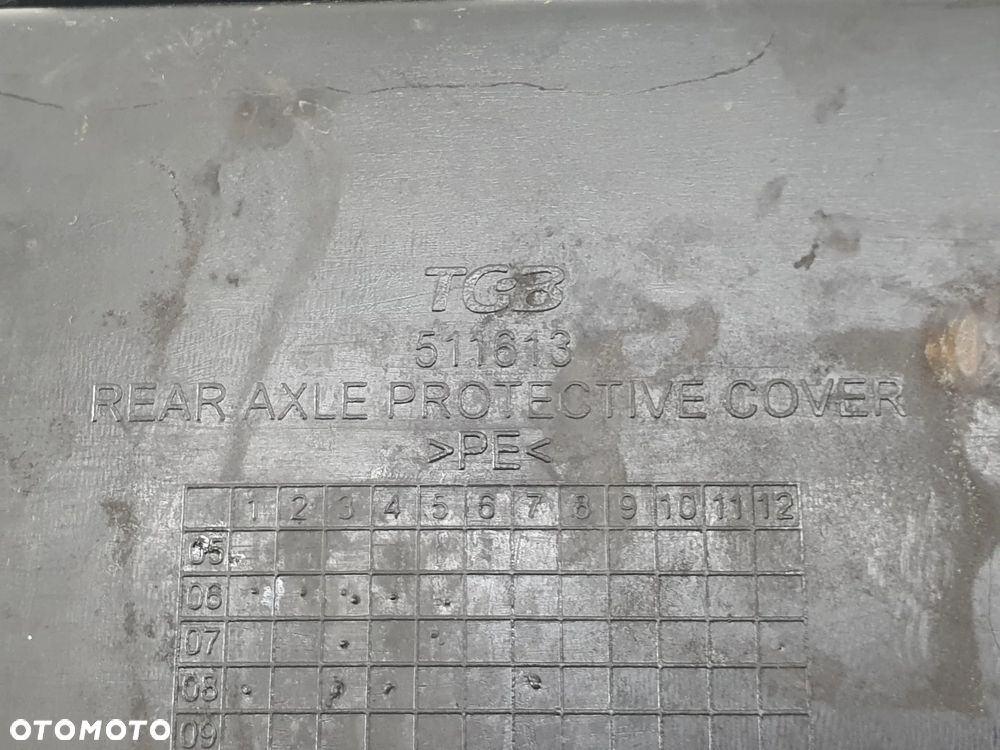 TGB
511613
REAR AXLE PROTECTIVE COVER
>PE<
1 2 3 4 5 6 7 8 9 10 11 12
05
06
07
08
09
OTOMOTO